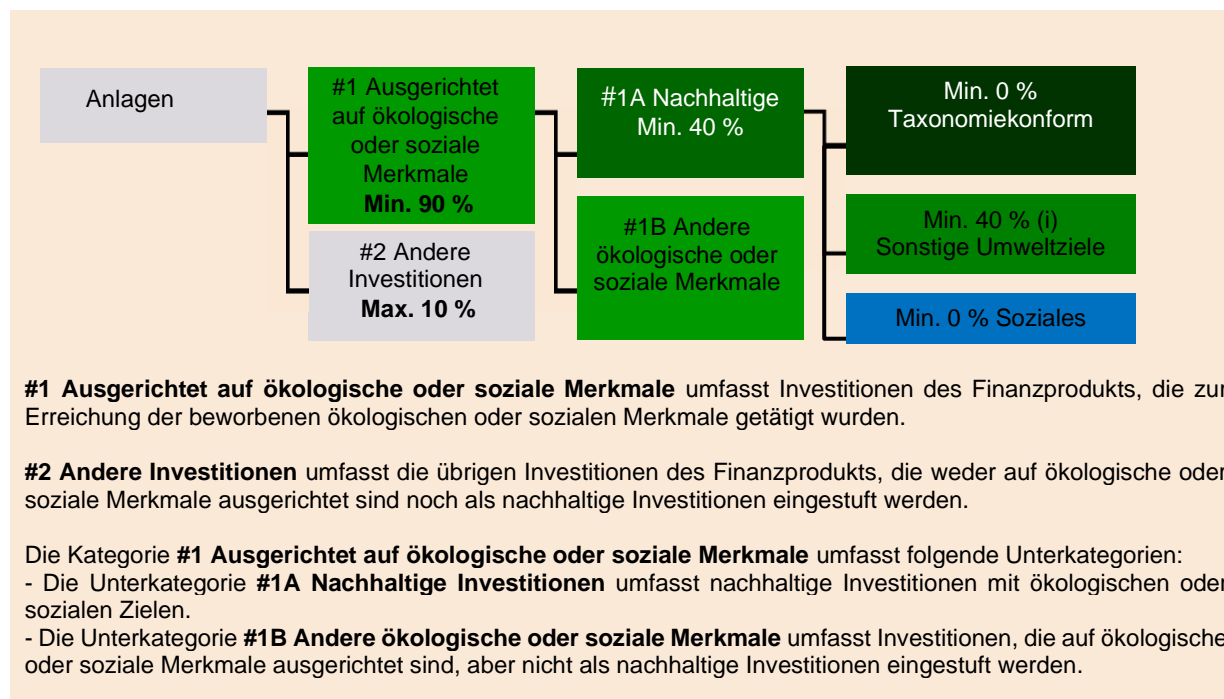 Anlagen
#1 Ausgerichtet
auf ökologische
oder soziale
Merkmale
Min. 90 %
#2 Andere
Investitionen
Max. 10 %
#1A Nachhaltige
Min. 40 %
#1B Andere
ökologische oder
soziale Merkmale
Min. 0 %
Taxonomiekonform
Min. 40 % (i)
Sonstige Umweltziele
Min. 0 % Soziales
#1 Ausgerichtet auf ökologische oder soziale Merkmale umfasst Investitionen des Finanzprodukts, die zur
Erreichung der beworbenen ökologischen oder sozialen Merkmale getätigt wurden.
#2 Andere Investitionen umfasst die übrigen Investitionen des Finanzprodukts, die weder auf ökologische oder
soziale Merkmale ausgerichtet sind noch als nachhaltige Investitionen eingestuft werden.
Die Kategorie #1 Ausgerichtet auf ökologische oder soziale Merkmale umfasst folgende Unterkategorien:
- Die Unterkategorie #1A Nachhaltige Investitionen umfasst nachhaltige Investitionen mit ökologischen oder
sozialen Zielen.
- Die Unterkategorie #1B Andere ökologische oder soziale Merkmale umfasst Investitionen, die auf ökologische
oder soziale Merkmale ausgerichtet sind, aber nicht als nachhaltige Investitionen eingestuft werden.